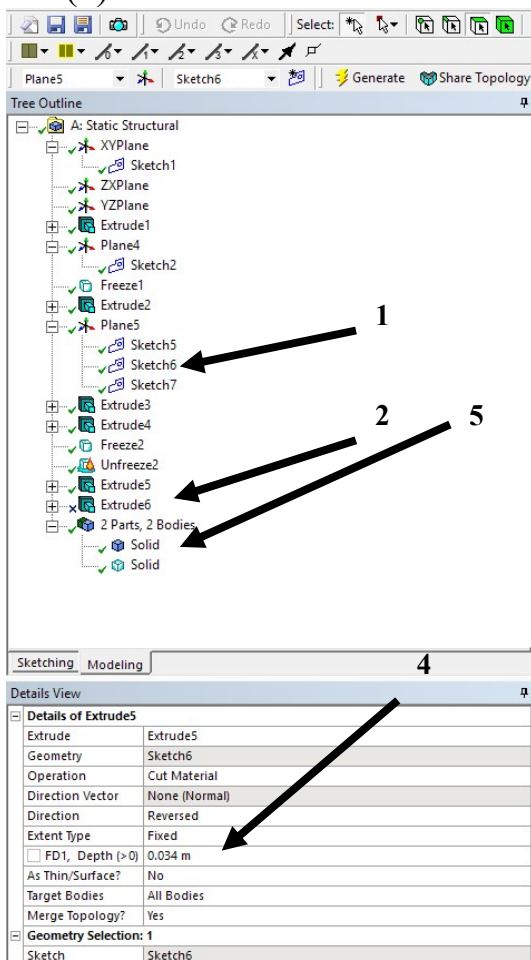 Undo Redo Select:
Plane5 Sketch6 Generate Share Topology
Tree Outline
A: Static Structural
XYPlane
Sketch1
ZXPlane
YZPlane
Extrude1
Plane4
Sketch2
Freeze1
Extrude2
Plane5
1
Sketch5
Sketch6
Sketch7
Extrude3
Extrude4
2 5
Freeze2
Unfreeze2
Extrude5
Extrude6
2 Parts, 2 Bodies
Solid
Solid
Sketching Modeling
4
Details View
Details of Extrude5
Extrude Extrude5
Geometry Sketch6
Operation Cut Material
Direction Vector None (Normal)
Direction Reversed
Extent Type Fixed
FD1, Depth (>0) 0.034 m
As Thin/Surface? No
Target Bodies All Bodies
Merge Topology? Yes
Geometry Selection: 1
Sketch Sketch6